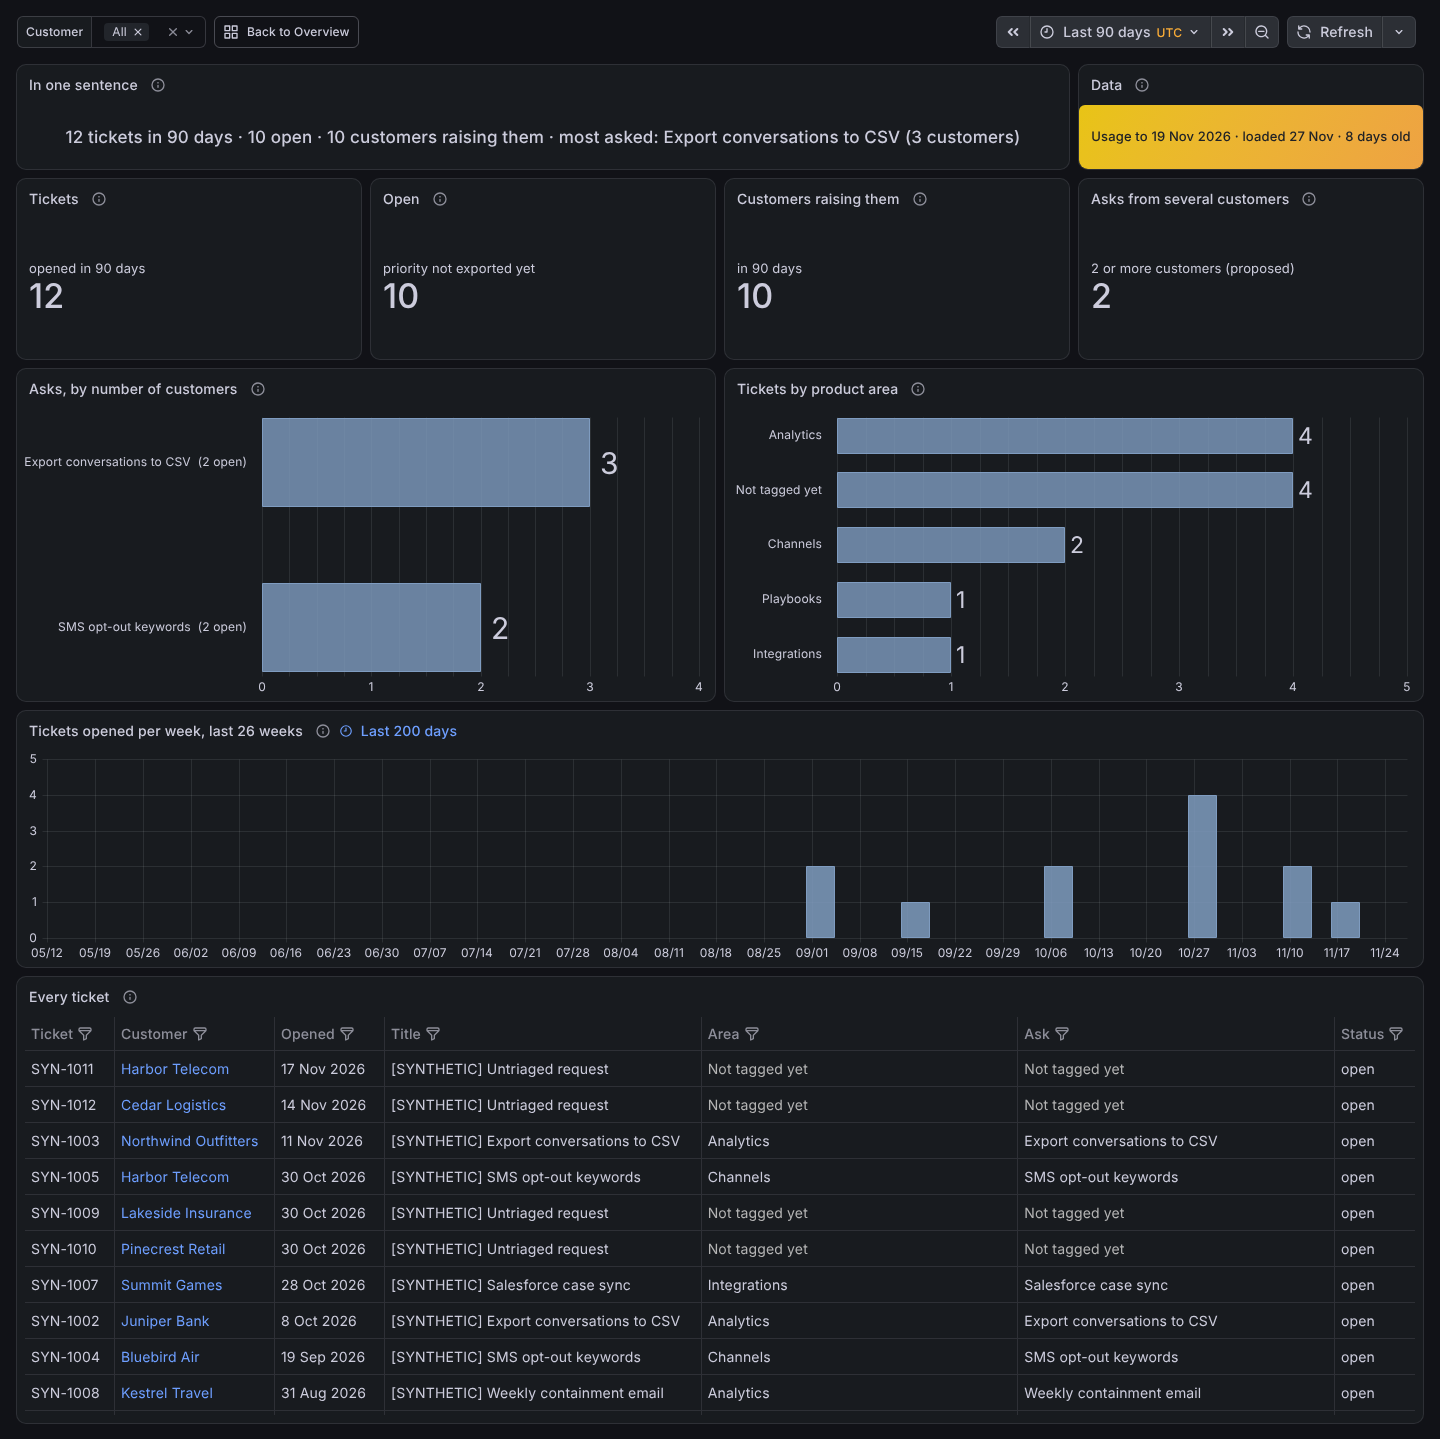 Customer All Back to Overview Last 90 days UTC Refresh
In one sentence
12 tickets in 90 days · 10 open · 10 customers raising them · most asked: Export conversations to CSV (3 customers)
Data
Usage to 19 Nov 2026 · loaded 27 Nov · 8 days old
Tickets
opened in 90 days
12
Open
priority not exported yet
10
Customers raising them
in 90 days
10
Asks from several customers
2 or more customers (proposed)
2
Asks, by number of customers
Export conversations to CSV (2 open) 3
SMS opt-out keywords (2 open) 2
0 1 2 3 4
Tickets by product area
Analytics 4
Not tagged yet 4
Channels 2
Playbooks 1
Integrations 1
0 1 2 3 4 5
Tickets opened per week, last 26 weeks Last 200 days
5
4
3
2
1
0
05/12 05/19 05/26 06/02 06/09 06/16 06/23 06/30 07/07 07/14 07/21 07/28 08/04 08/11 08/18 08/25 09/01 09/08 09/15 09/22 09/29 10/06 10/13 10/20 10/27 11/03 11/10 11/17 11/24
Every ticket
Ticket Customer Opened Title Area Ask Status
SYN-1011 Harbor Telecom 17 Nov 2026 [SYNTHETIC] Untriaged request Not tagged yet Not tagged yet open
SYN-1012 Cedar Logistics 14 Nov 2026 [SYNTHETIC] Untriaged request Not tagged yet Not tagged yet open
SYN-1003 Northwind Outfitters 11 Nov 2026 [SYNTHETIC] Export conversations to CSV Analytics Export conversations to CSV open
SYN-1005 Harbor Telecom 30 Oct 2026 [SYNTHETIC] SMS opt-out keywords Channels SMS opt-out keywords open
SYN-1009 Lakeside Insurance 30 Oct 2026 [SYNTHETIC] Untriaged request Not tagged yet Not tagged yet open
SYN-1010 Pinecrest Retail 30 Oct 2026 [SYNTHETIC] Untriaged request Not tagged yet Not tagged yet open
SYN-1007 Summit Games 28 Oct 2026 [SYNTHETIC] Salesforce case sync Integrations Salesforce case sync open
SYN-1002 Juniper Bank 8 Oct 2026 [SYNTHETIC] Export conversations to CSV Analytics Export conversations to CSV open
SYN-1004 Bluebird Air 19 Sep 2026 [SYNTHETIC] SMS opt-out keywords Channels SMS opt-out keywords open
SYN-1008 Kestrel Travel 31 Aug 2026 [SYNTHETIC] Weekly containment email Analytics Weekly containment email open